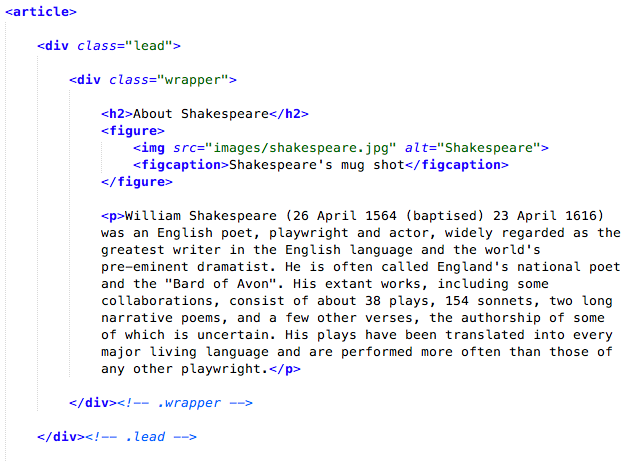 <article>
<div class="lead">
<div class="wrapper">
<h2>About Shakespeare</h2>
<figure>
<img src="images/shakespeare.jpg" alt="Shakespeare">
<figcaption>Shakespeare's mug shot</figcaption>
</figure>
<p>William Shakespeare (26 April 1564 (baptised) 23 April 1616)
was an English poet, playwright and actor, widely regarded as the
greatest writer in the English language and the world's
pre-eminent dramatist. He is often called England's national poet
and the "Bard of Avon". His extant works, including some
collaborations, consist of about 38 plays, 154 sonnets, two long
narrative poems, and a few other verses, the authorship of some
of which is uncertain. His plays have been translated into every
major living language and are performed more often than those of
any other playwright.</p>
</div><!-- .wrapper -->
</div><!-- .lead -->